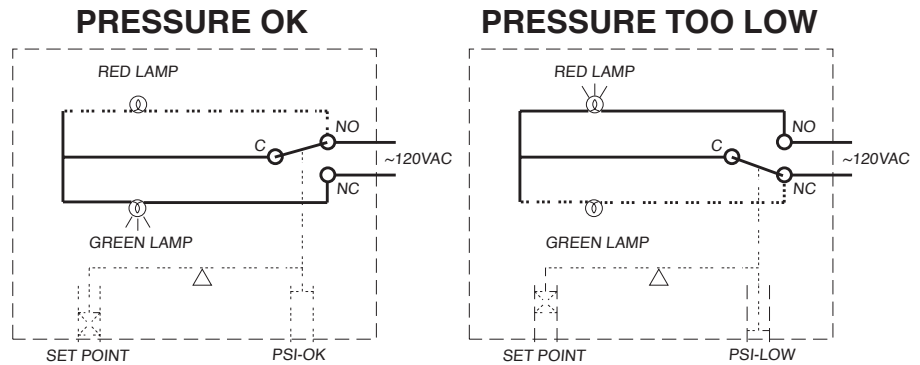 PRESSURE OK
RED LAMP
NO
C
~120VAC
NC
GREEN LAMP
SET POINT
PSI-OK
PRESSURE TOO LOW
RED LAMP
NO
C
~120VAC
NC
GREEN LAMP
SET POINT
PSI-LOW